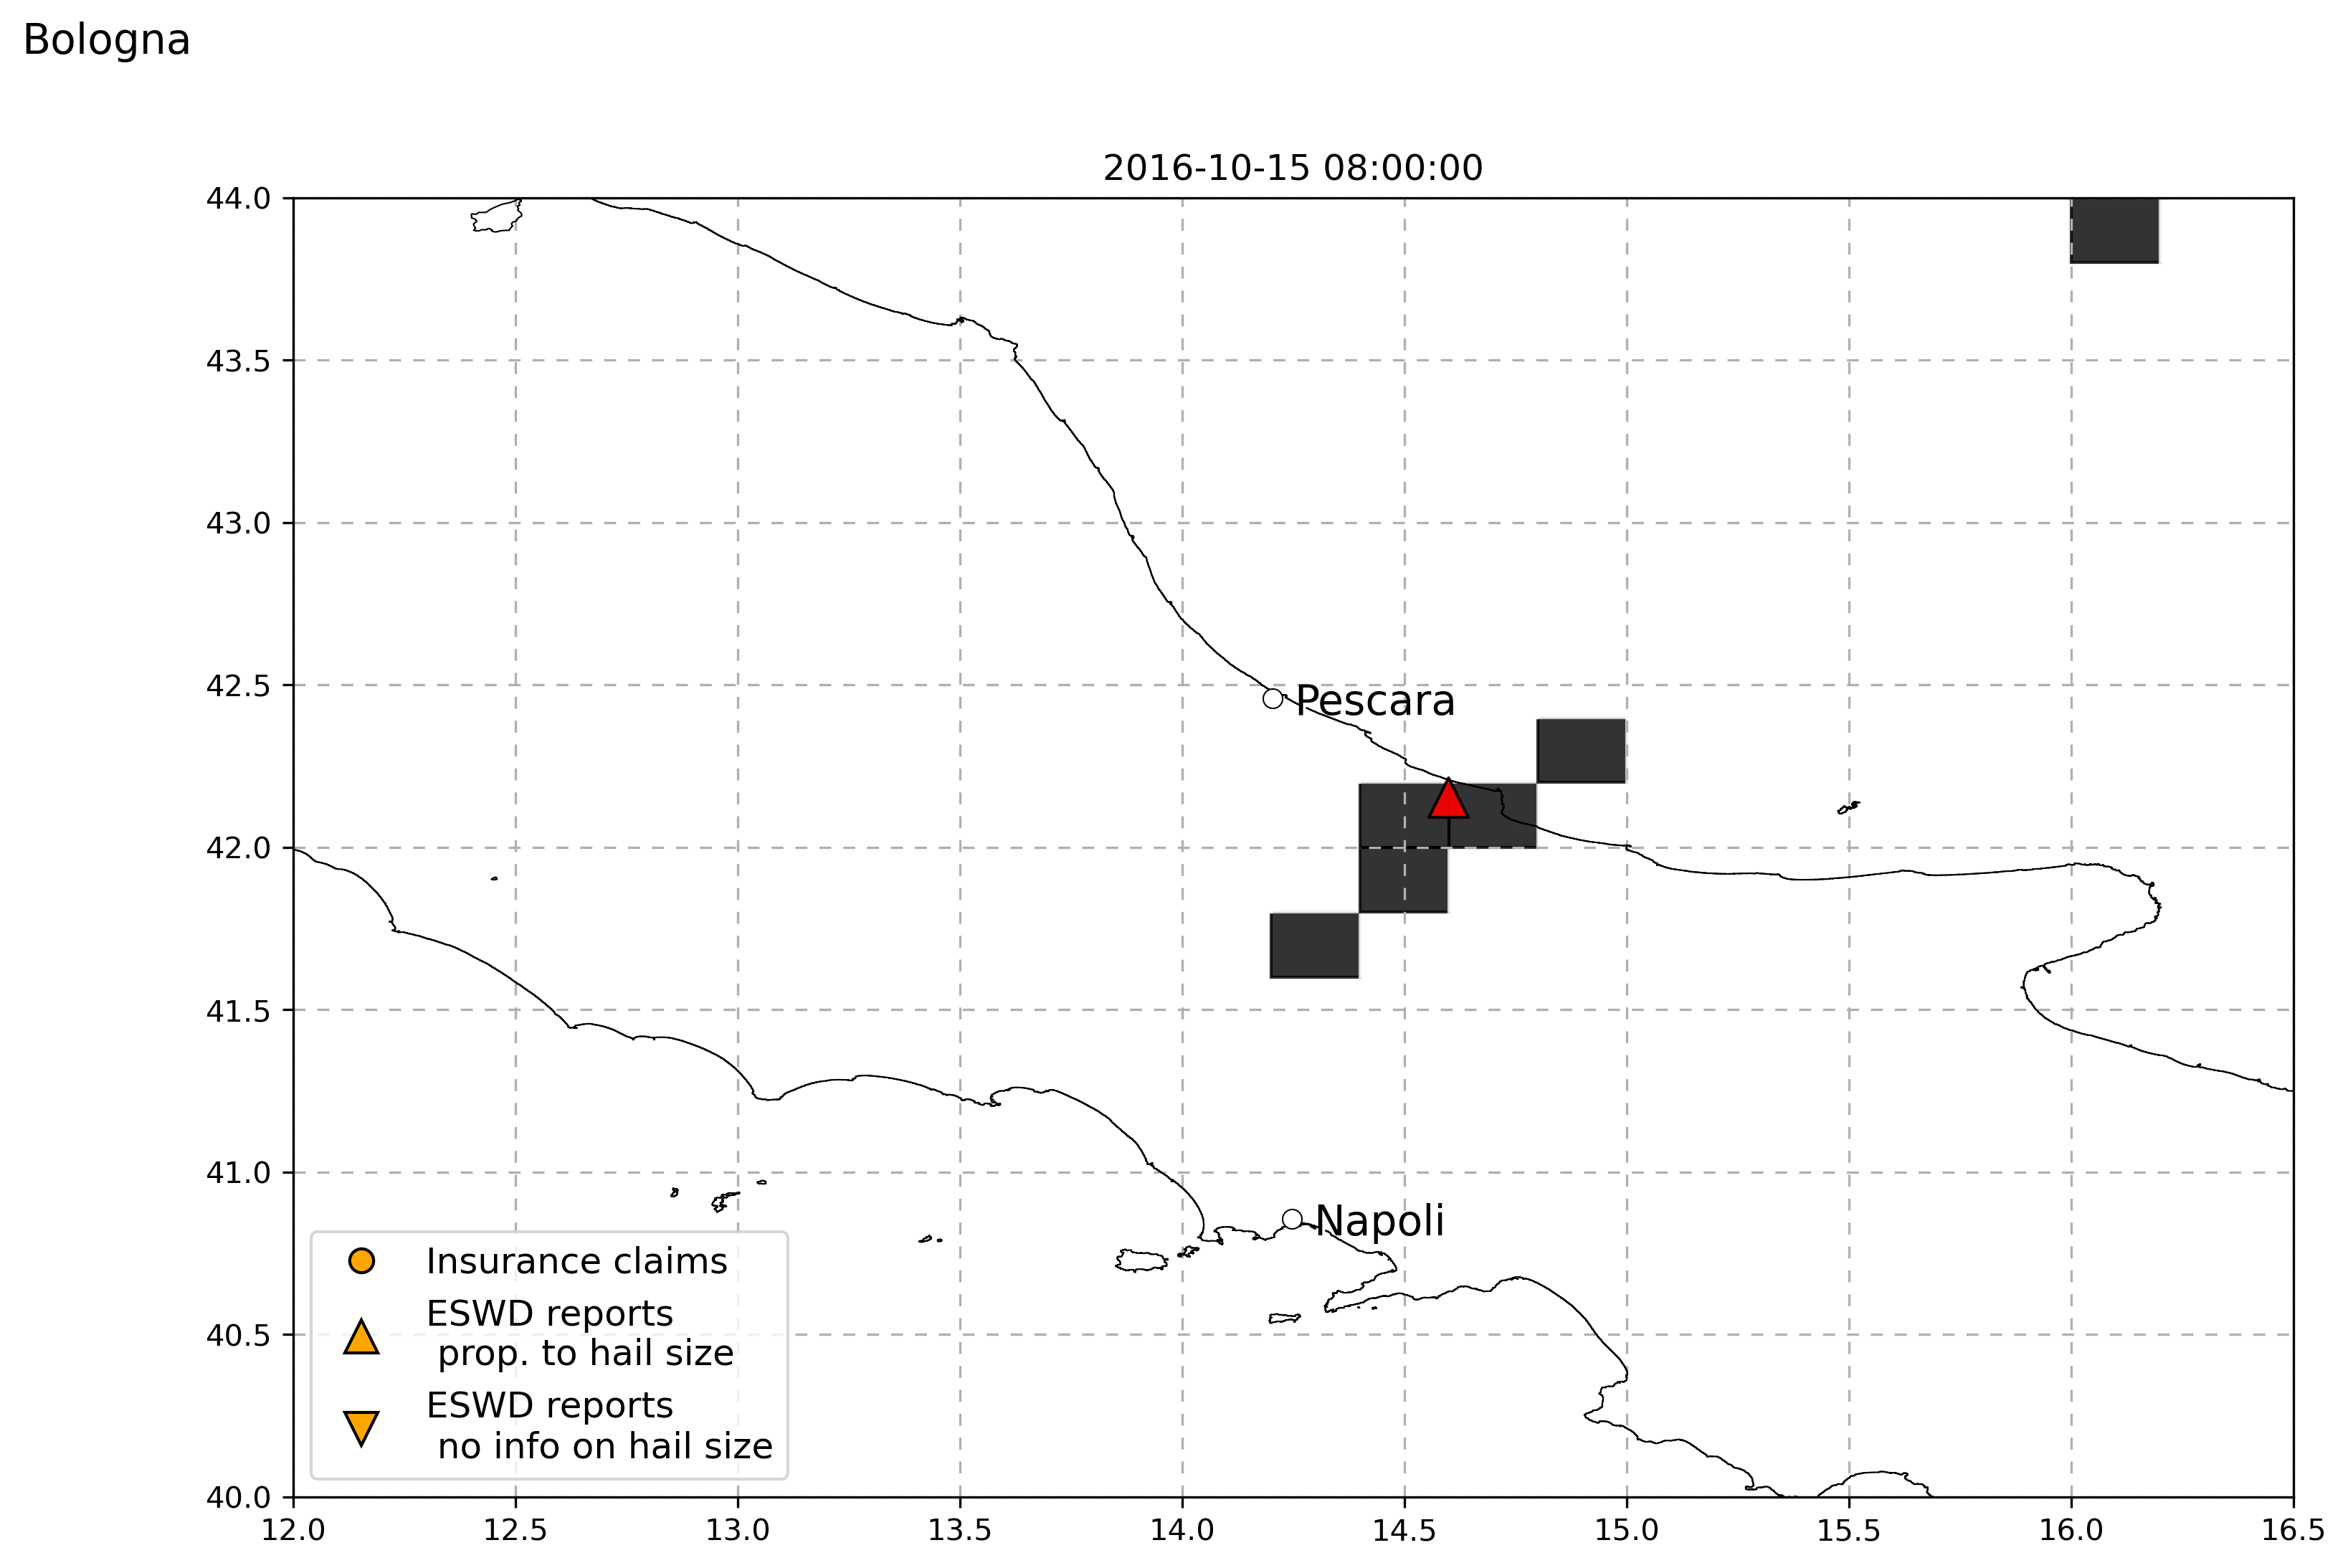 Bologna
2016-10-15 08:00:00
44.0
43.5
43.0
42.5
42.0
41.5
41.0
40.5
40.0
Pescara
Napoli
Insurance claims
ESWD reports
prop. to hail size
ESWD reports
no info on hail size
12.0 12.5 13.0 13.5 14.0 14.5 15.0 15.5 16.0 16.5